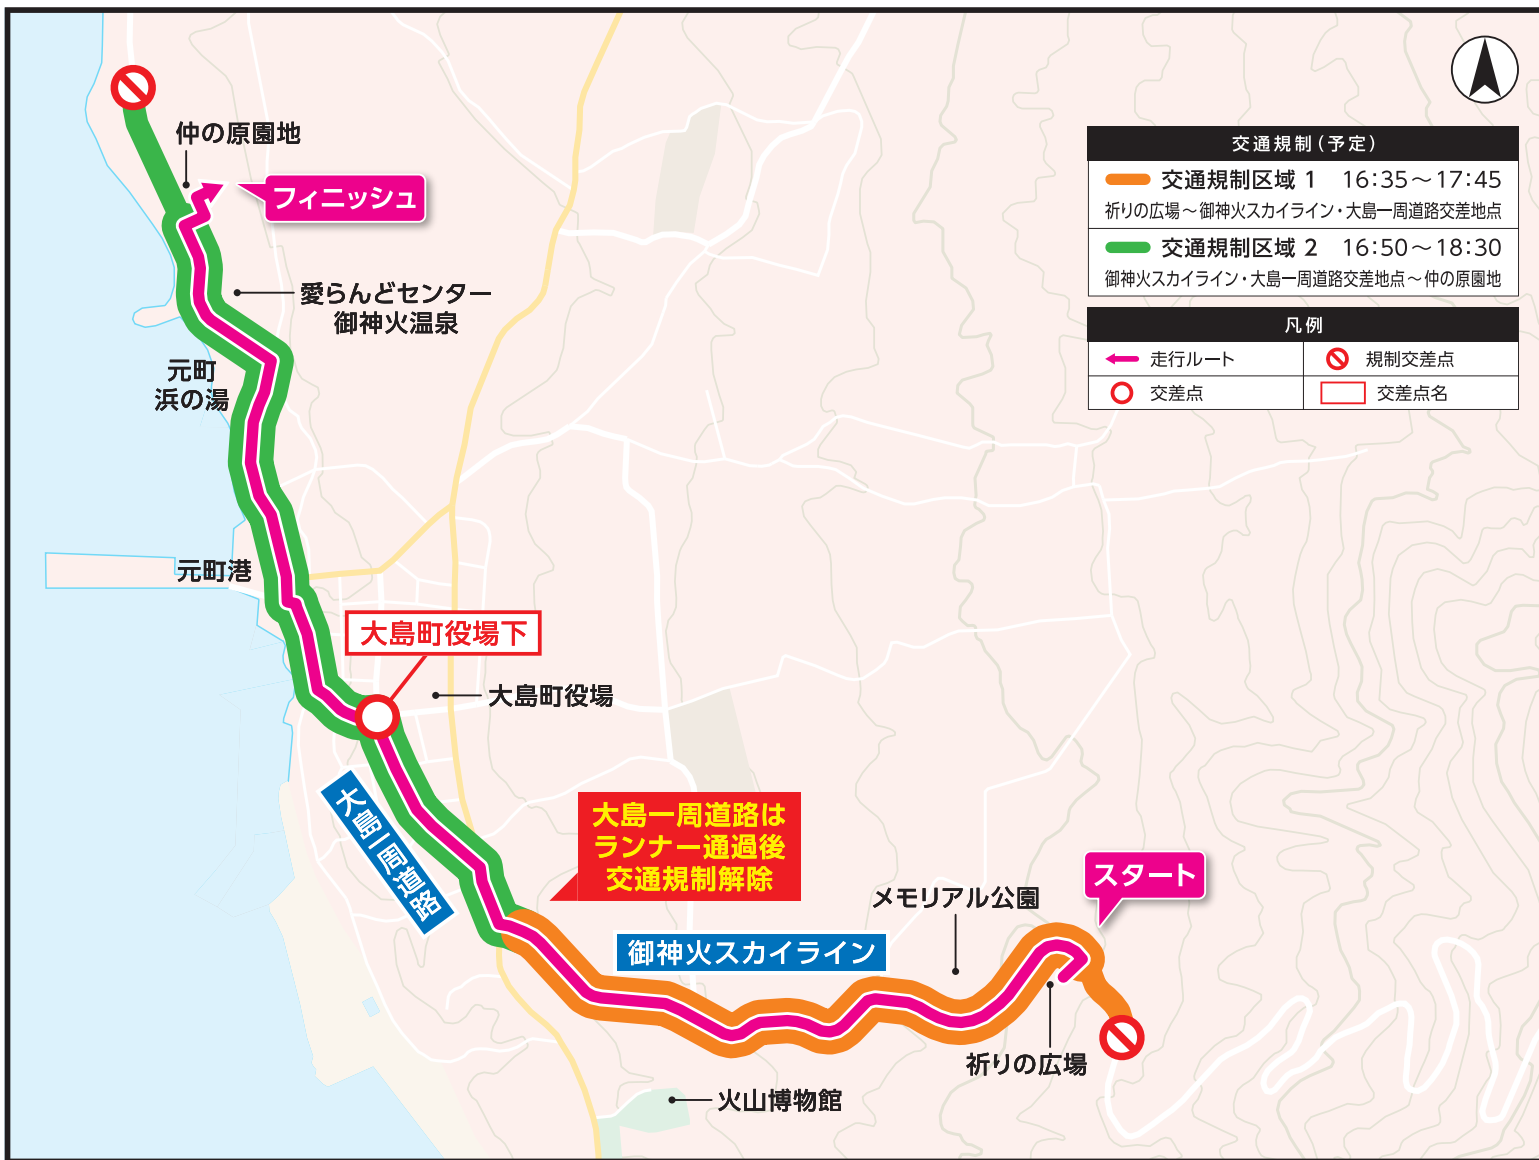 仲の原園地
フィニッシュ
愛らんどセンター
御神火温泉
元町
浜の湯
元町港
大島町役場下
大島町役場
大島一周道路
大島一周道路は
ランナー通過後
交通規制解除
御神火スカイライン
メモリアル公園
スタート
祈りの広場
火山博物館
交通規制（予定）
交通規制区域 1 16:35～17:45
祈りの広場～御神火スカイライン・大島一周道路交差地点
交通規制区域 2 16:50～18:30
御神火スカイライン・大島一周道路交差地点～仲の原園地
凡例
走行ルート
規制交差点
交差点
交差点名